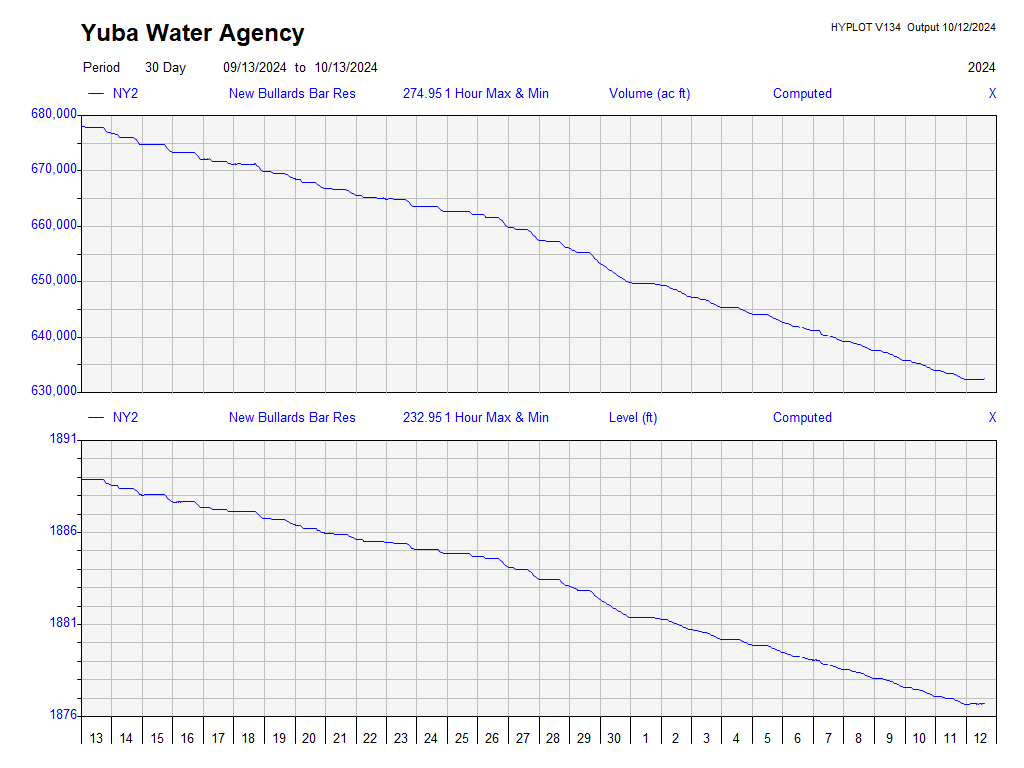 Yuba Water Agency
HYPLOT V134 Output 10/12/2024
Period 30 Day 09/13/2024 to 10/13/2024 2024
NY2 New Bullards Bar Res 274.95 1 Hour Max & Min Volume (ac ft) Computed X
680,000
670,000
660,000
650,000
640,000
630,000
NY2 New Bullards Bar Res 232.95 1 Hour Max & Min Level (ft) Computed X
1891
1886
1881
1876
13 14 15 16 17 18 19 20 21 22 23 24 25 26 27 28 29 30 1 2 3 4 5 6 7 8 9 10 11 12